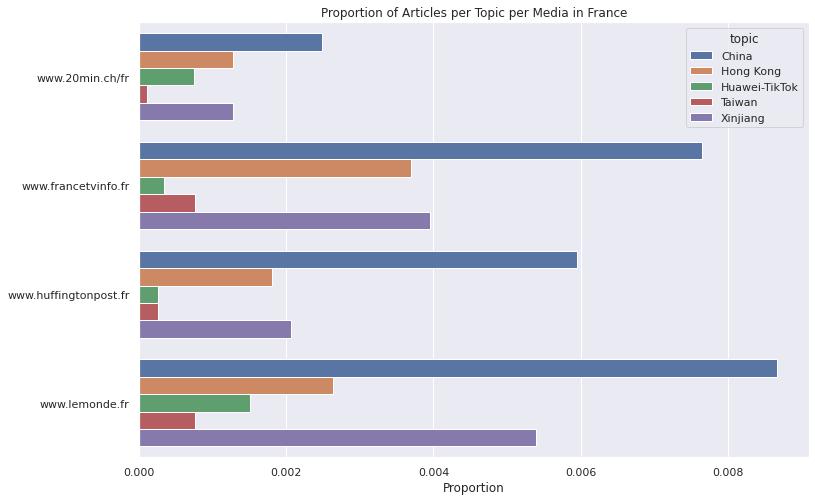 Proportion of Articles per Topic per Media in France
topic
China
Hong Kong
Huawei-TikTok
Taiwan
Xinjiang
www.20min.ch/fr
www.francetvinfo.fr
www.huffingtonpost.fr
www.lemonde.fr
0.000 0.002 0.004 0.006 0.008
Proportion